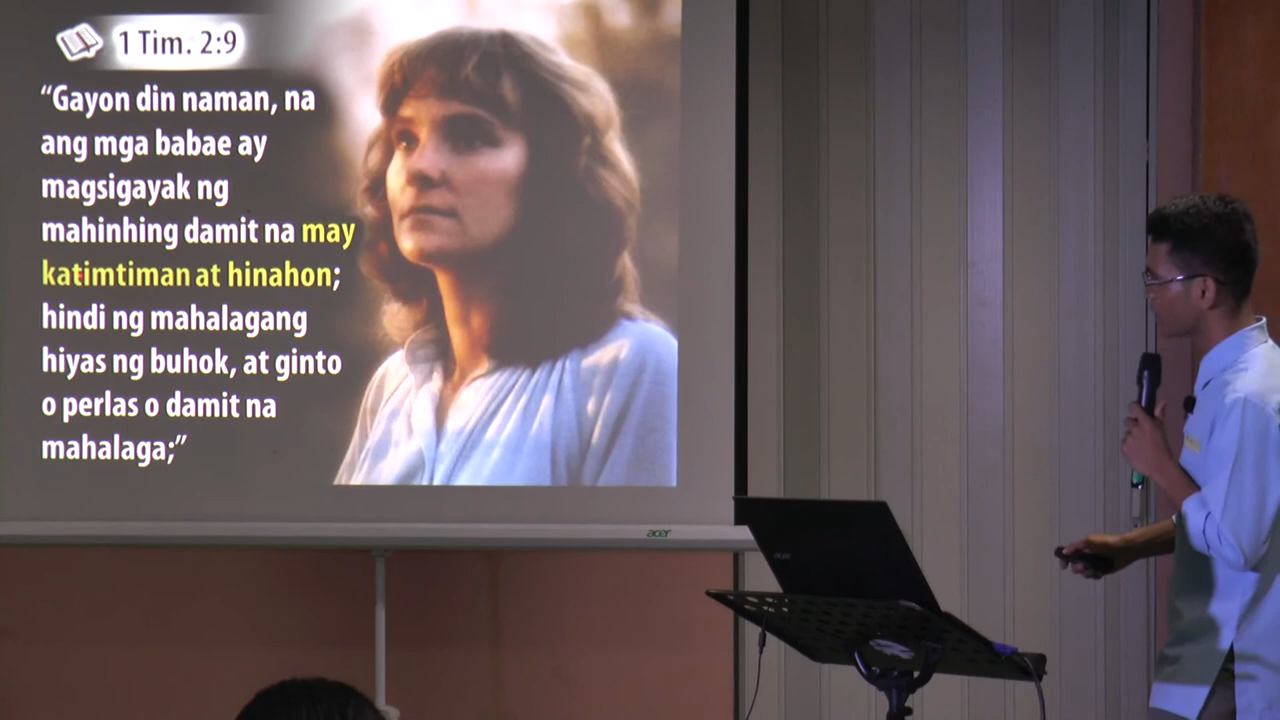 1 Tim. 2:9
“Gayon din naman, na
ang mga babae ay
magsigayak ng
mahinhing damit na may
katimtiman at hinahon;
hindi ng mahalagang
hiyas ng buhok, at ginto
o perlas o damit na
mahalaga;”
acer
acer